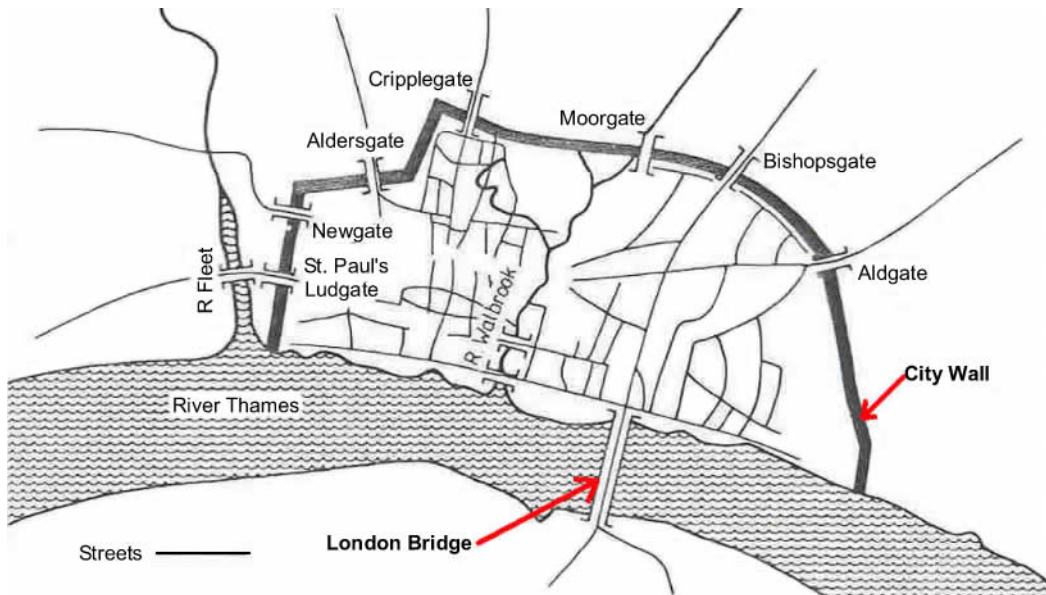 Cripplegate
Moorgate
Aldersgate
Bishopsgate
Newgate
R Fleet
St. Paul's
Ludgate
Aldgate
R Walbrook
City Wall
River Thames
London Bridge
Streets